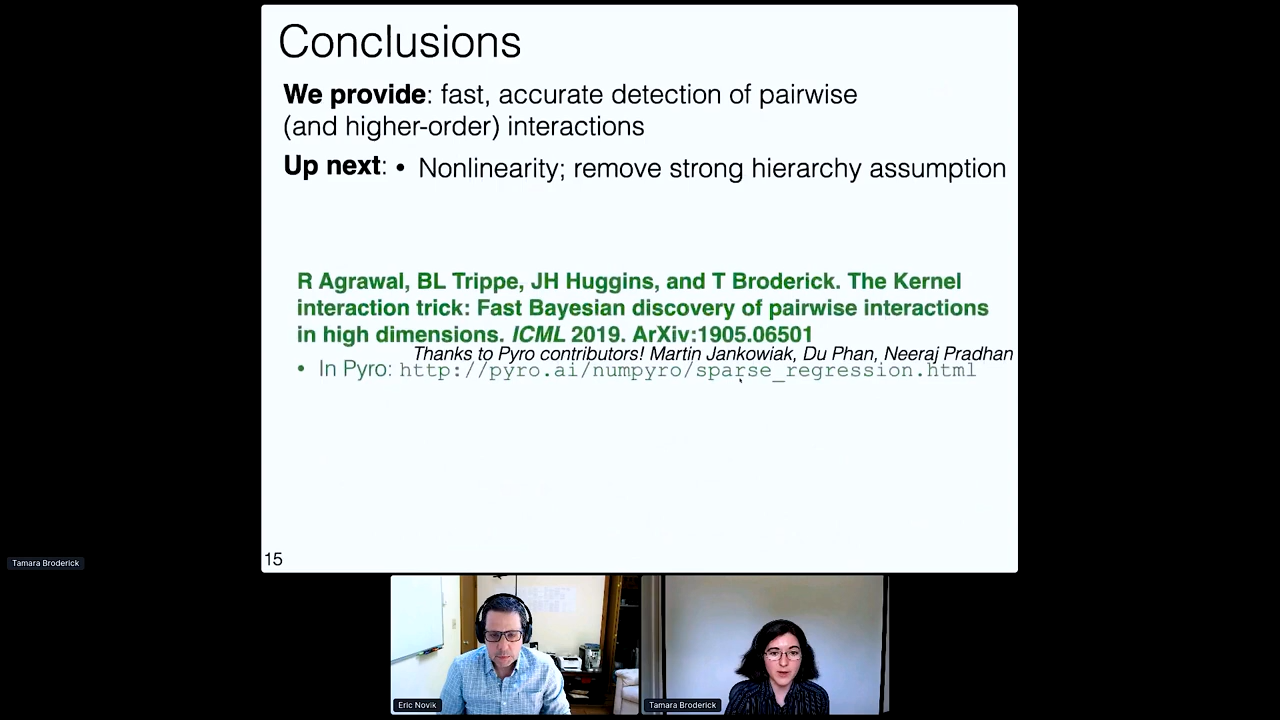 Conclusions
We provide: fast, accurate detection of pairwise
(and higher-order) interactions
Up next: • Nonlinearity; remove strong hierarchy assumption
R Agrawal, BL Trippe, JH Huggins, and T Broderick. The Kernel
interaction trick: Fast Bayesian discovery of pairwise interactions
in high dimensions. ICML 2019. ArXiv:1905.06501
Thanks to Pyro contributors! Martin Jankowiak, Du Phan, Neeraj Pradhan
• In Pyro: http://pyro.ai/numpyro/sparse_regression.html
15
Tamara Broderick
Eric Novik
Tamara Broderick